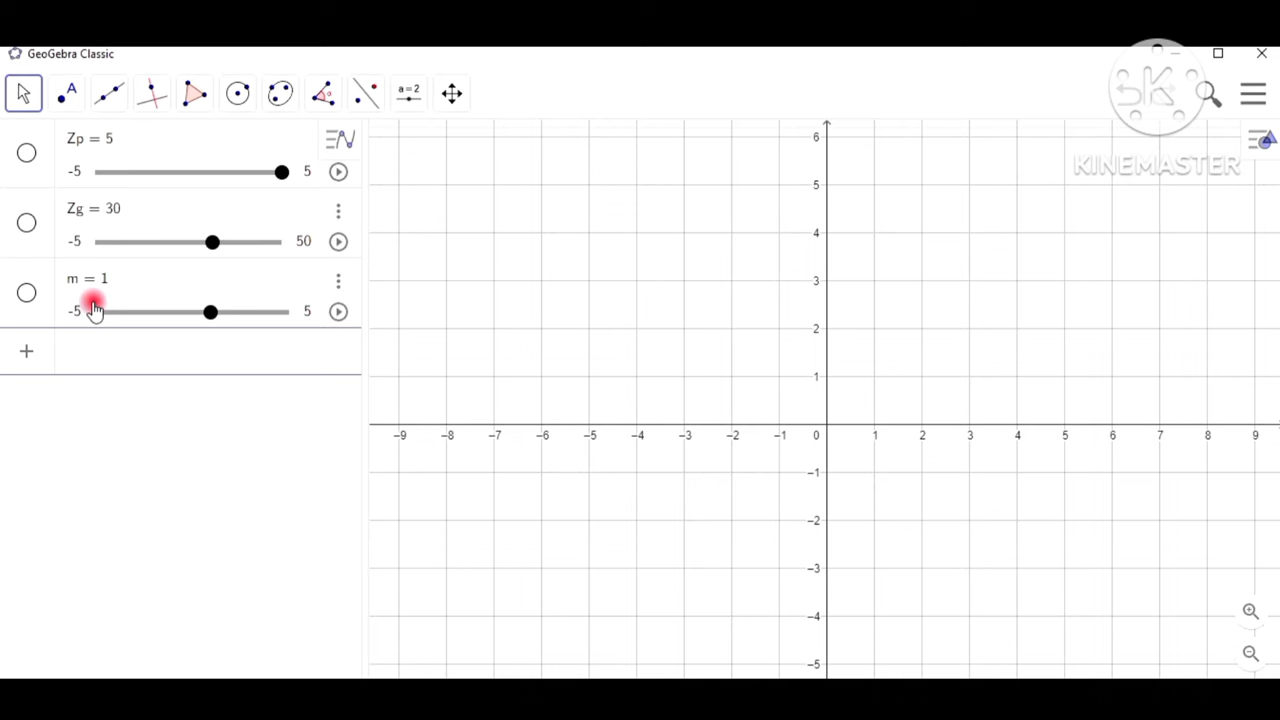 GeoGebra Classic
A
a=2
KINEMASTER
Zp = 5
-5 5
Zg = 30
-5 50
m = 1
-5 5
+
6
5
4
3
2
1
–9 –8 –7 –6 –5 –4 –3 –2 –1 0 1 2 3 4 5 6 7 8 9
–1
–2
–3
–4
–5